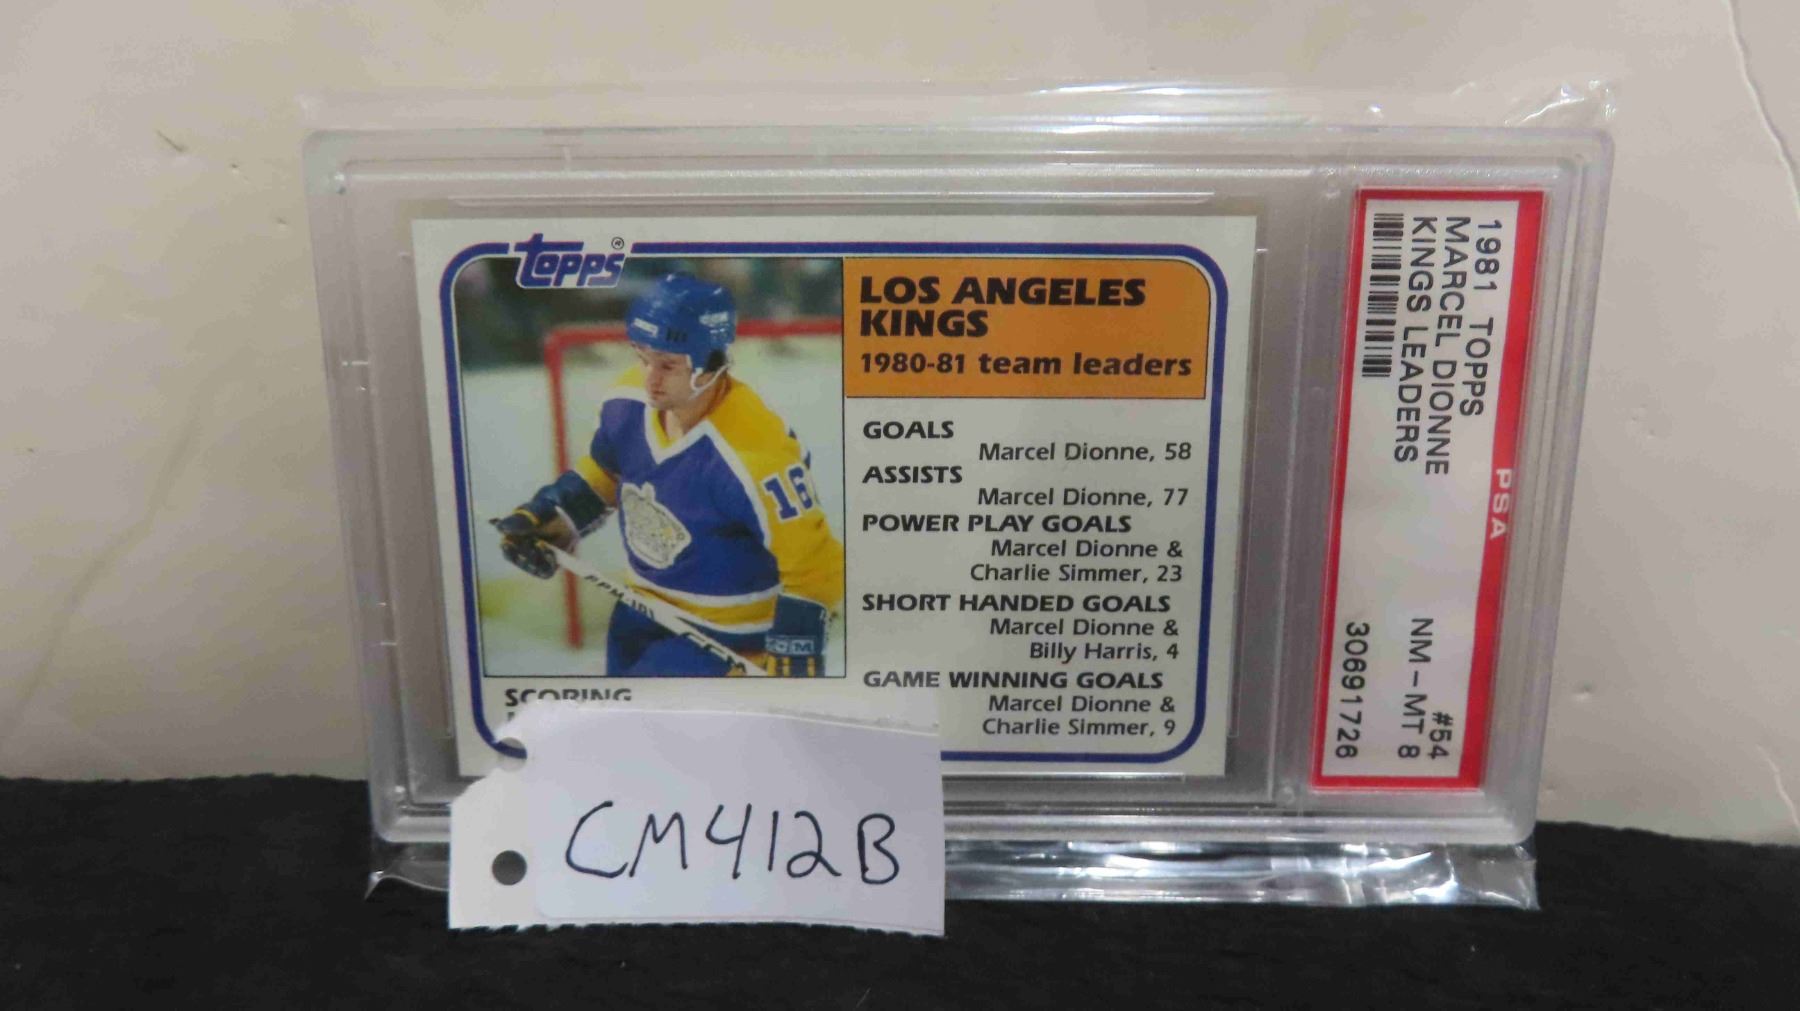 topps®
LOS ANGELES
KINGS
1980-81 team leaders
GOALS
Marcel Dionne, 58
ASSISTS
Marcel Dionne, 77
POWER PLAY GOALS
Marcel Dionne &
Charlie Simmer, 23
SHORT HANDED GOALS
Marcel Dionne &
Billy Harris, 4
GAME WINNING GOALS
Marcel Dionne &
Charlie Simmer, 9
SCORING
16
CCM
CM412B
1981 TOPPS
MARCEL DIONNE
KINGS LEADERS
#54
NM - MT 8
30691726
PSA